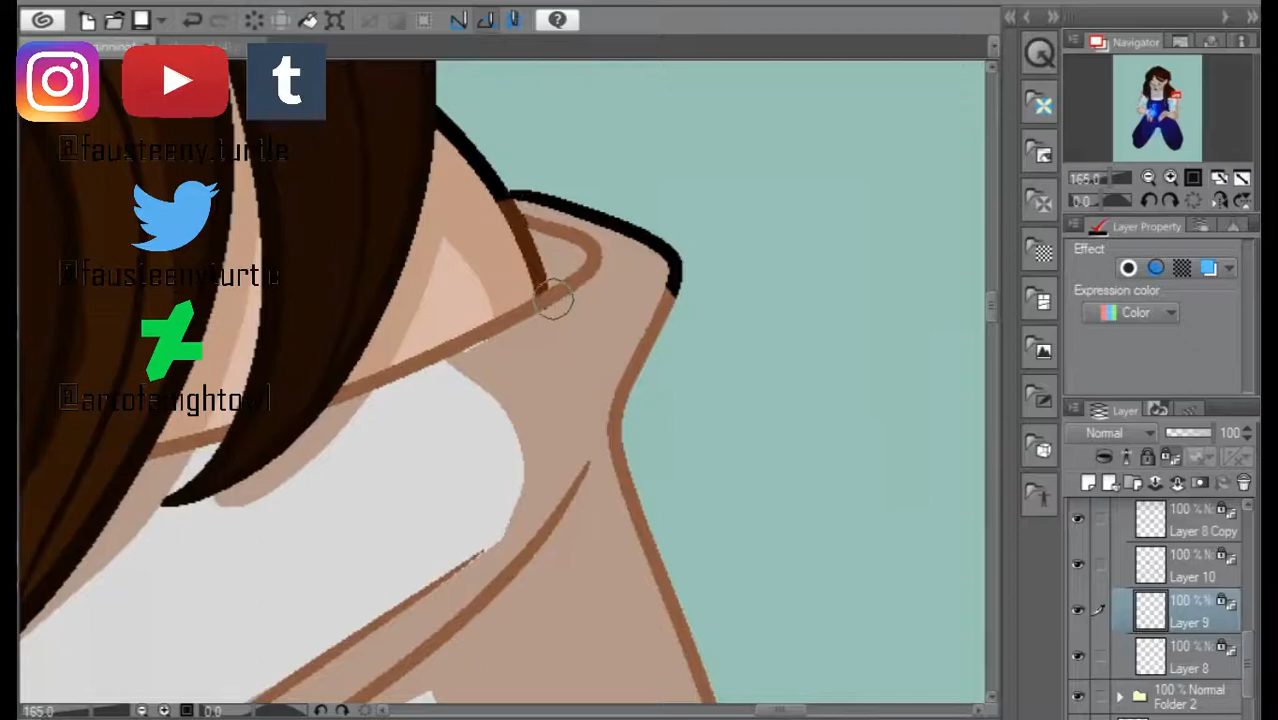 t
@fausteeny.turtle
@fausteenyturtle
@artofanightowl
Navigator
165.0
0.0
Layer Property
Effect
Expression color
Color
Layer
Normal
100
100 % N
Layer 8 Copy
100 % N
Layer 10
100 % N
Layer 9
100 % N
Layer 8
100 % Normal
Folder 2
165.0
0.0